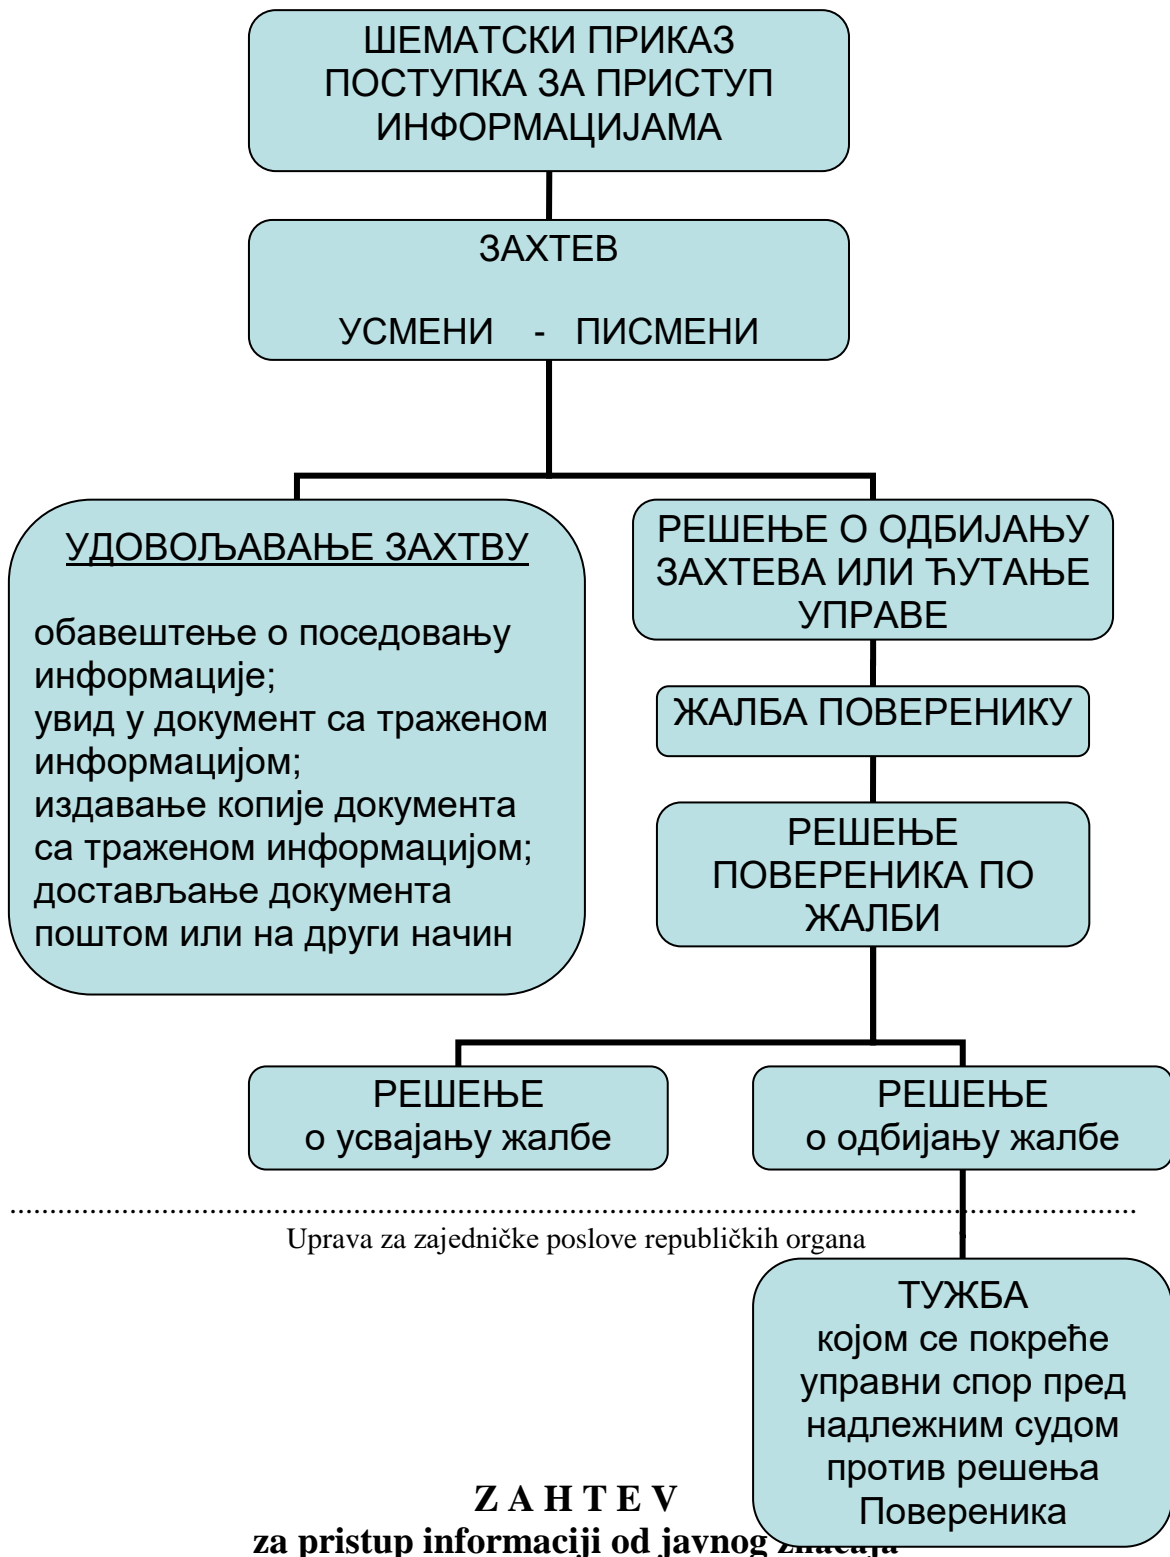 ШЕМАТСКИ ПРИКАЗ
ПОСТУПКА ЗА ПРИСТУП
ИНФОРМАЦИЈАМА
ЗАХТЕВ
УСМЕНИ - ПИСМЕНИ
УДОВОЉАВАЊЕ ЗАХТВУ
обавештење о поседовању
информације;
увид у документ са траженом
информацијом;
издавање копије документа
са траженом информацијом;
достављање документа
поштом или на други начин
РЕШЕЊЕ О ОДБИЈАЊУ
ЗАХТЕВА ИЛИ ЋУТАЊЕ
УПРАВЕ
ЖАЛБА ПОВЕРЕНИКУ
РЕШЕЊЕ
ПОВЕРЕНИКА ПО
ЖАЛБИ
РЕШЕЊЕ
о усвајању жалбе
РЕШЕЊЕ
о одбијању жалбе
Uprava za zajedničke poslove republičkih organa
ТУЖБА
којом се покреће
управни спор пред
надлежним судом
против решења
Повереника
Z A H T E V
za pristup informaciji od javnog